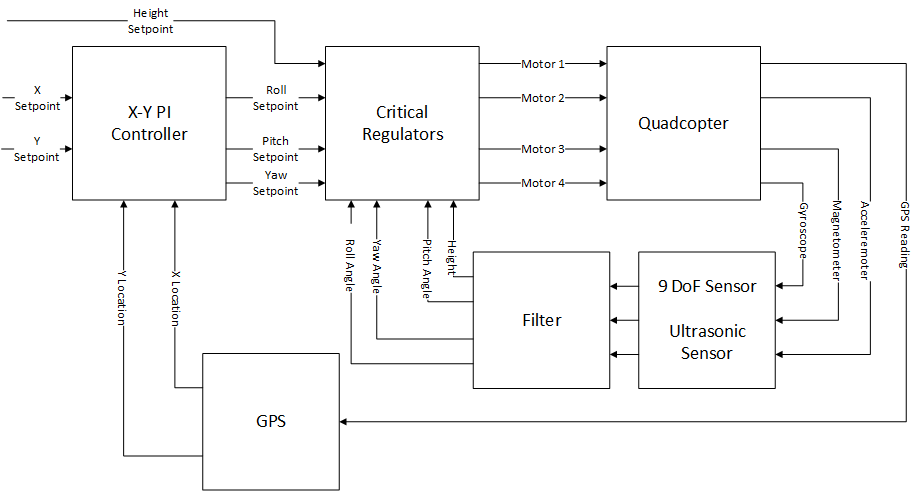 Height
Setpoint
X
Setpoint
Y
Setpoint
X-Y PI
Controller
Roll
Setpoint
Pitch
Setpoint
Yaw
Setpoint
Critical
Regulators
Motor 1
Motor 2
Motor 3
Motor 4
Quadcopter
Roll Angle
Yaw Angle
Pitch Angle
Height
Gyroscope
Magnetometer
Acceleremoter
GPS Reading
Y Location
X Location
Filter
9 DoF Sensor
Ultrasonic
Sensor
GPS